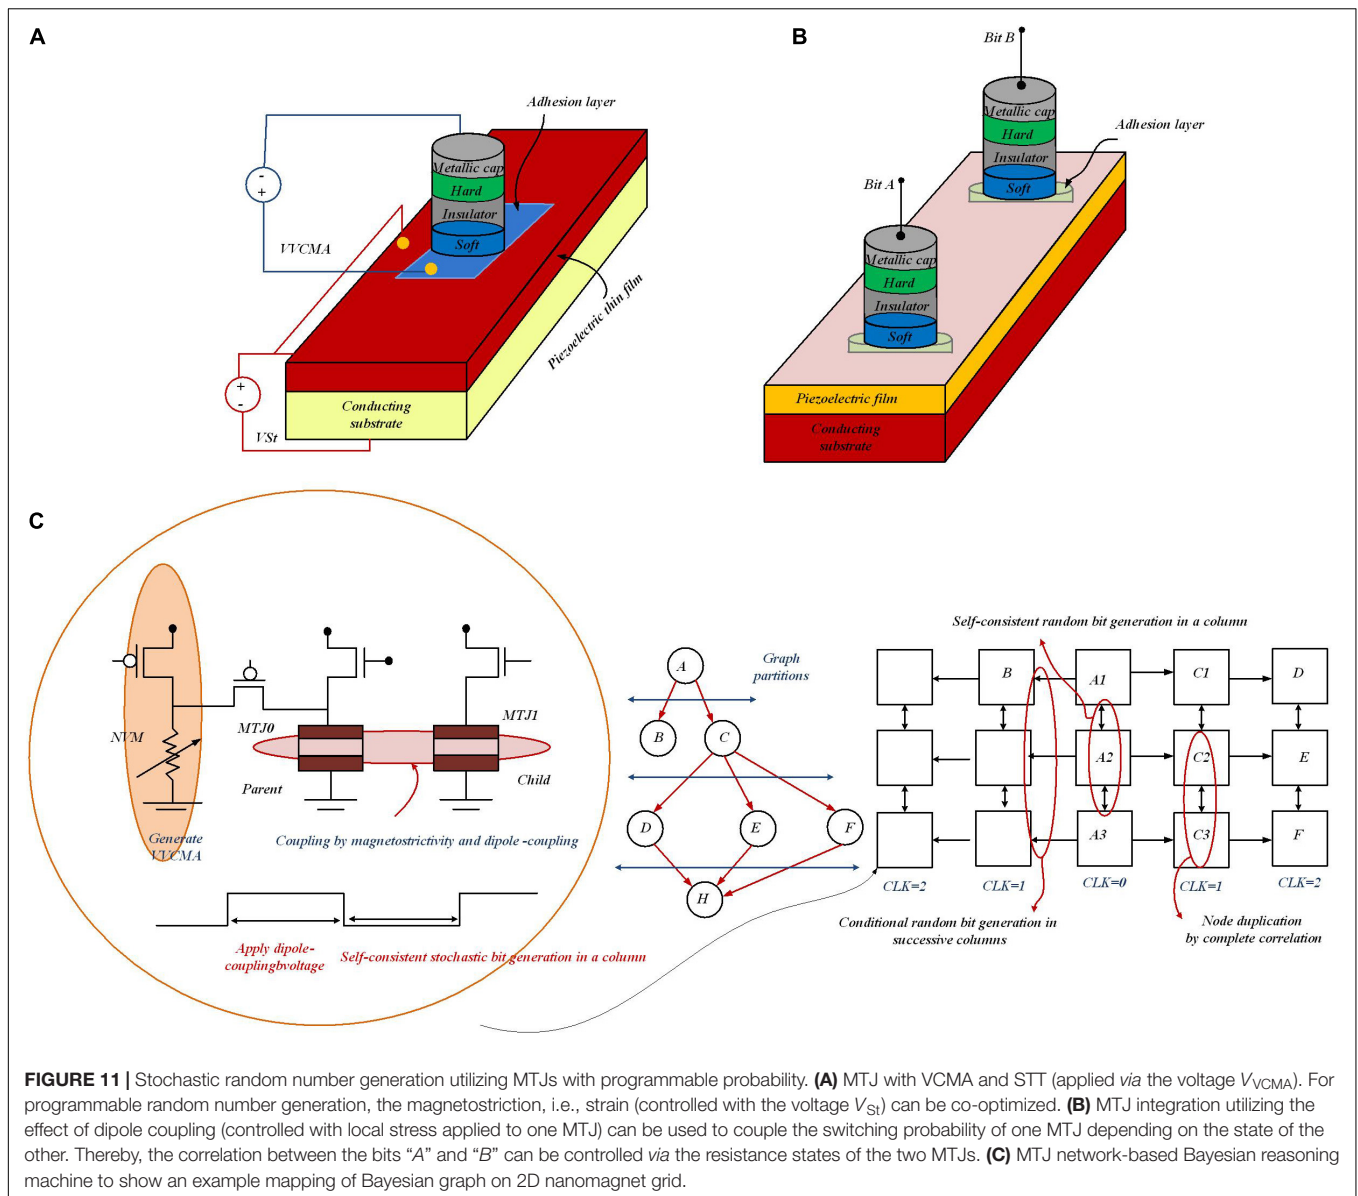 A
Adhesion layer
Metallic cap
Hard
Insulator
Soft
-
+
VVCMA
Piezoelectric thin film
+
-
VSt
Conducting
substrate
B
Bit B
Metallic cap
Hard
Insulator
Soft
Adhesion layer
Bit A
Metallic cap
Hard
Insulator
Soft
Piezoelectric film
Conducting
substrate
C
NVM
MTJ0
MTJ1
Parent
Child
Generate
VVCMA
Coupling by magnetostrictivity and dipole -coupling
Apply dipole-
couplingbvoltage
Self-consistent stochastic bit generation in a column
A
Graph
partitions
B
C
D
E
F
H
Self-consistent random bit generation in a column
B
A1
C1
D
A2
C2
E
A3
C3
F
CLK=2
CLK=1
CLK=0
CLK=1
CLK=2
Conditional random bit generation in
successive columns
Node duplication
by complete correlation
FIGURE 11 | Stochastic random number generation utilizing MTJs with programmable probability. (A) MTJ with VCMA and STT (applied via the voltage VVCMA). For
programmable random number generation, the magnetostriction, i.e., strain (controlled with the voltage VSt) can be co-optimized. (B) MTJ integration utilizing the
effect of dipole coupling (controlled with local stress applied to one MTJ) can be used to couple the switching probability of one MTJ depending on the state of the
other. Thereby, the correlation between the bits “A” and “B” can be controlled via the resistance states of the two MTJs. (C) MTJ network-based Bayesian reasoning
machine to show an example mapping of Bayesian graph on 2D nanomagnet grid.